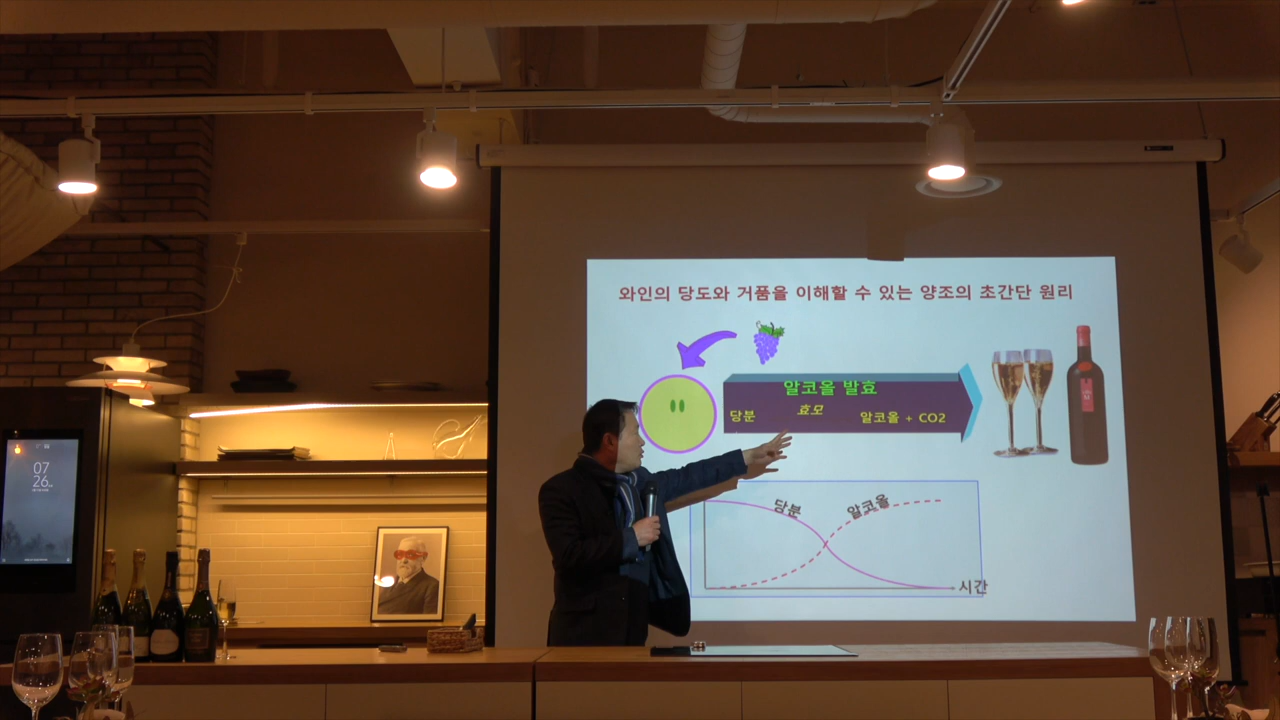 와인의 당도와 거품을 이해할 수 있는 양조의 초간단 원리
알코올 발효
당분
효모
알코올 + CO2
당분
알코올
시간
07
26